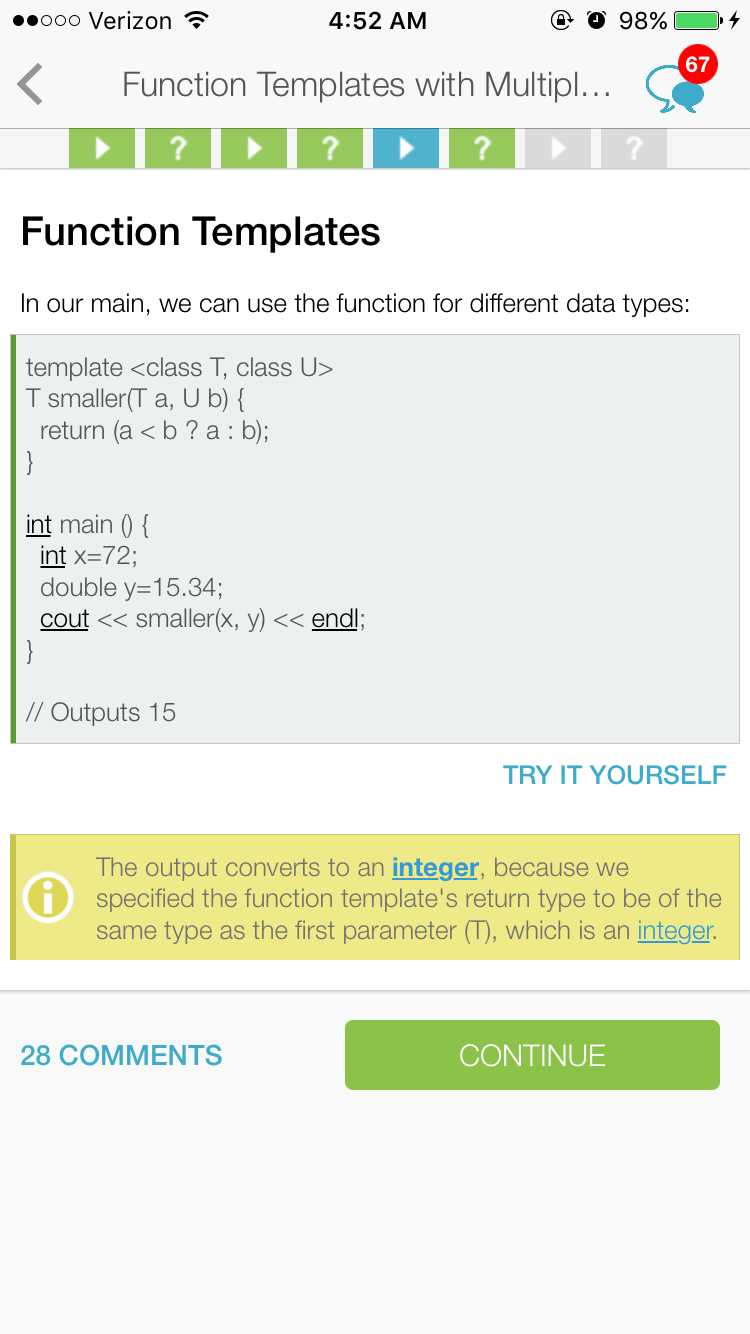 Verizon 4:52 AM 98%
Function Templates with Multipl... 67
? ? ? ?
Function Templates
In our main, we can use the function for different data types:
template <class T, class U>
T smaller(T a, U b) {
  return (a < b ? a : b);
}
int main () {
  int x=72;
  double y=15.34;
  cout << smaller(x, y) << endl;
}
// Outputs 15
TRY IT YOURSELF
The output converts to an integer, because we
specified the function template's return type to be of the
same type as the first parameter (T), which is an integer.
28 COMMENTS CONTINUE